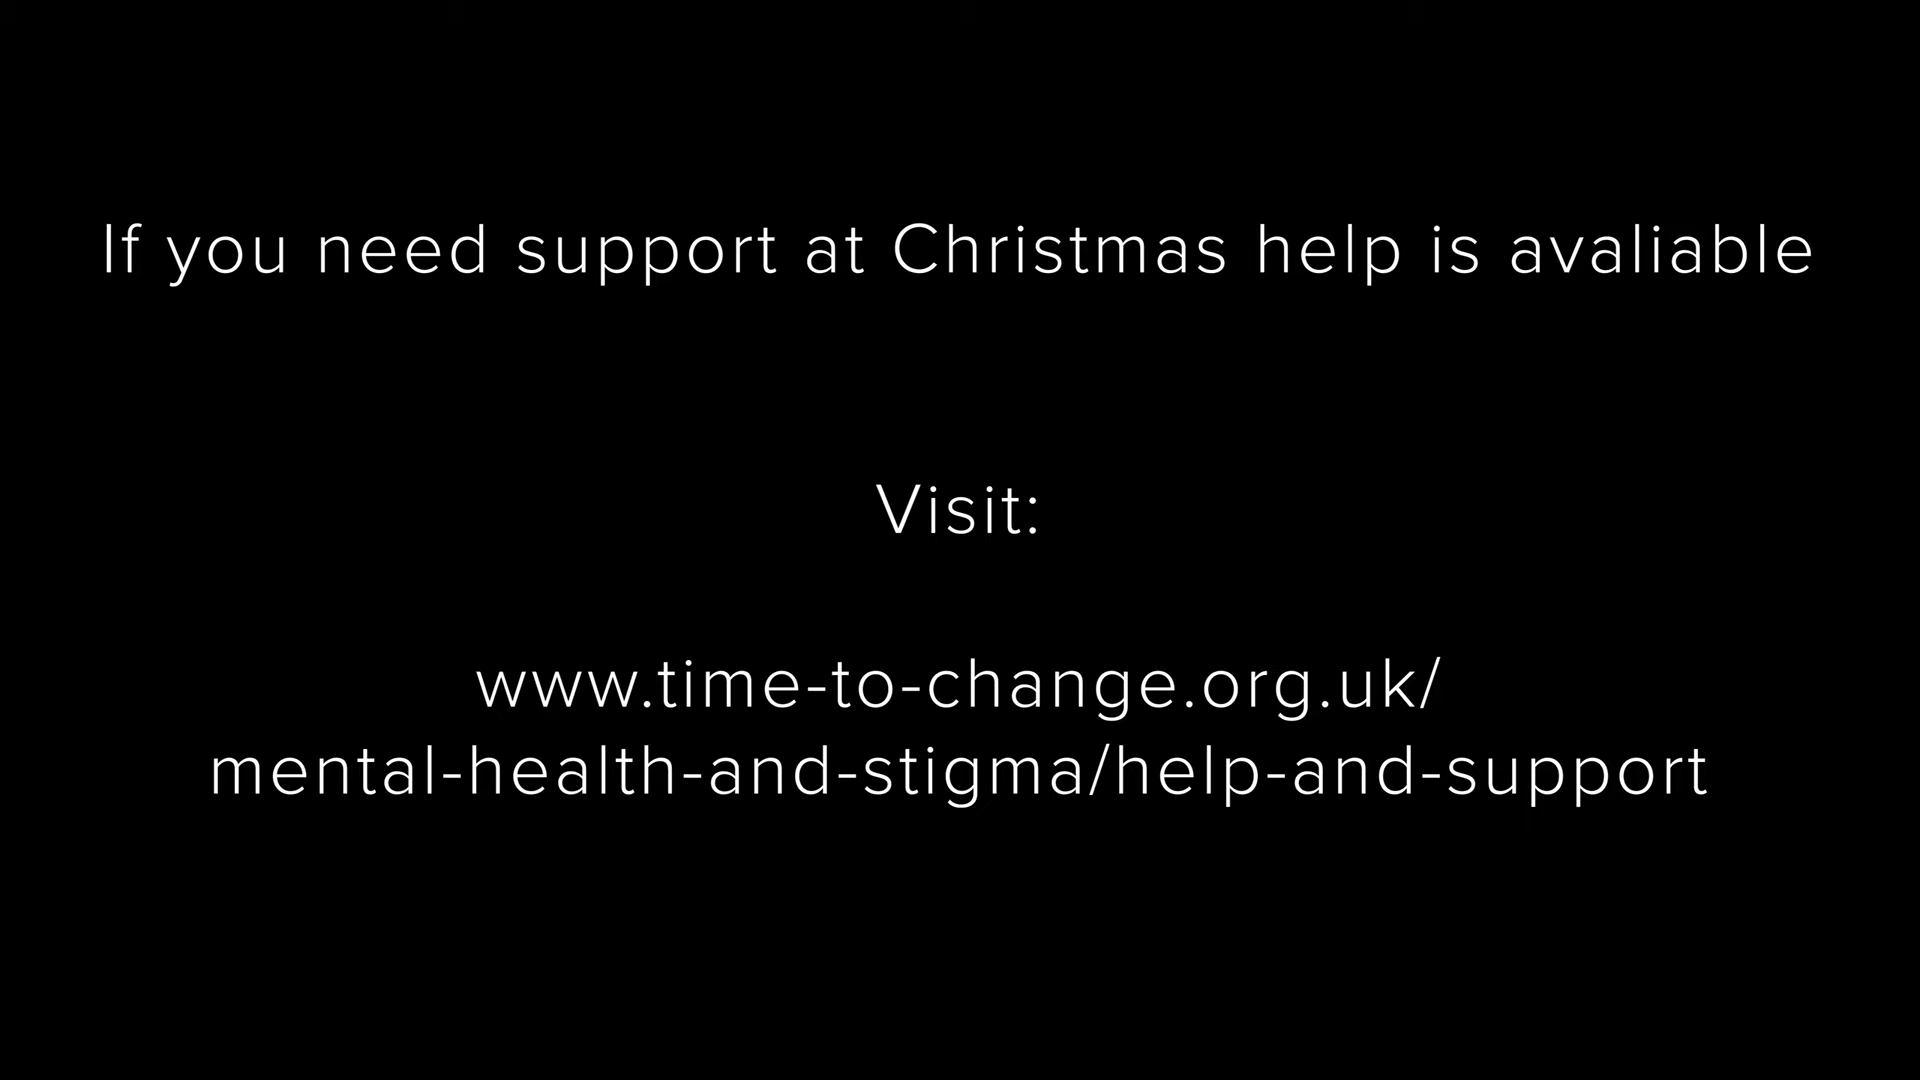 If you need support at Christmas help is avaliable
Visit:
www.time-to-change.org.uk/
mental-health-and-stigma/help-and-support